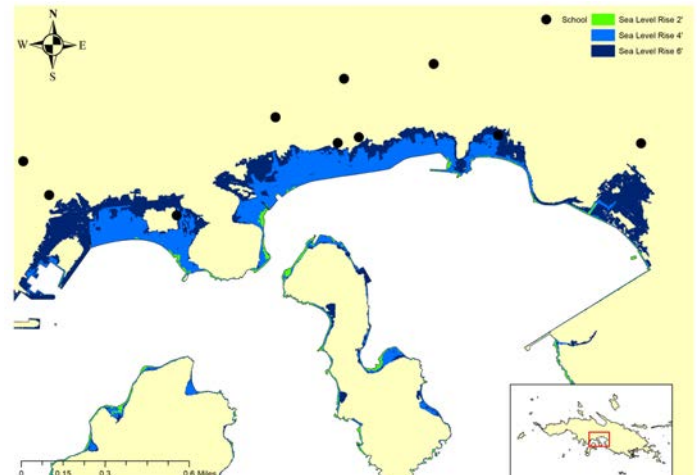 N
W E
S
School Sea Level Rise 2'
Sea Level Rise 4'
Sea Level Rise 6'
0 0.15 0.3 0.6 Miles